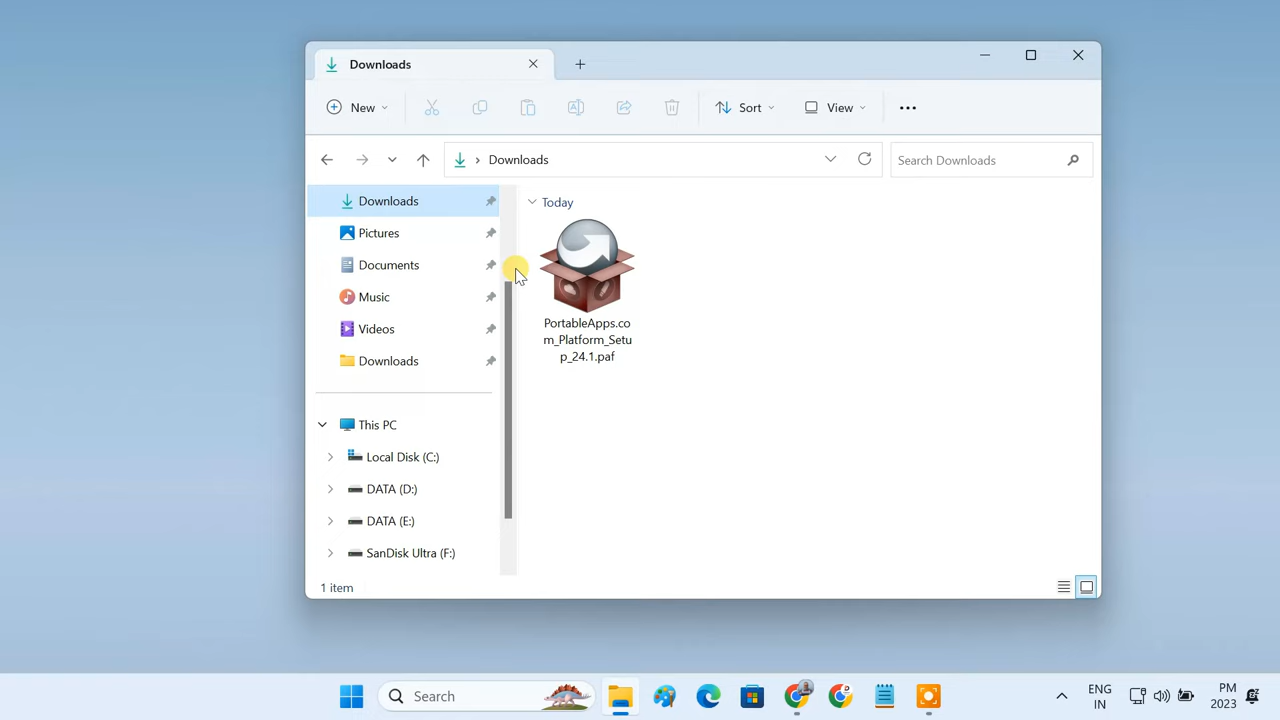 Downloads
New
Sort
View
Downloads
Search Downloads
Downloads
Pictures
Documents
Music
Videos
Downloads
This PC
Local Disk (C:)
DATA (D:)
DATA (E:)
SanDisk Ultra (F:)
Today
PortableApps.co
m_Platform_Setu
p_24.1.paf
1 item
Search
ENG
IN
PM
2023